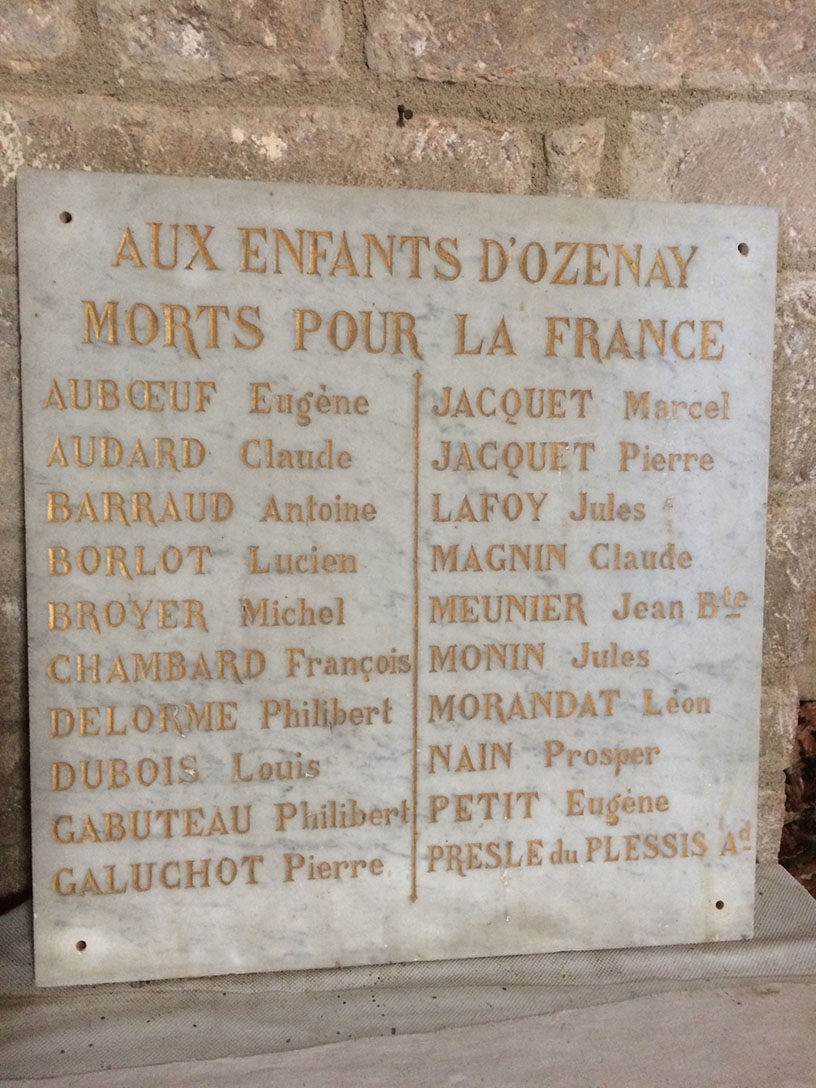 AUX ENFANTS D'OZENAY
MORTS POUR LA FRANCE
AUBŒUF Eugène
AUDARD Claude
BARRAUD Antoine
BORLOT Lucien
BROYER Michel
CHAMBARD François
DELORME Philibert
DUBOIS Louis
GABUTEAU Philibert
GALUCHOT Pierre
JACQUET Marcel
JACQUET Pierre
LAFOY Jules
MAGNIN Claude
MEUNIER Jean Bte
MONIN Jules
MORANDAT Léon
NAIN Prosper
PETIT Eugène
PRESLE du PLESSIS Ad